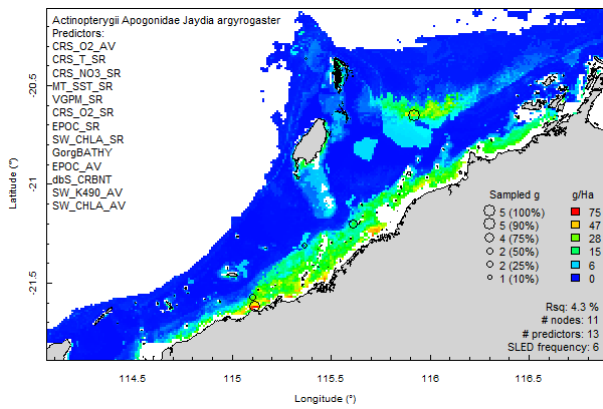 Actinopterygii Apogonidae Jaydia argyrogaster
Predictors:
CRS_O2_AV
CRS_T_SR
CRS_NO3_SR
MT_SST_SR
VGPM_SR
CRS_O2_SR
EPOC_SR
SW_CHLA_SR
GorgBATHY
EPOC_AV
dbS_CRBNT
SW_K490_AV
SW_CHLA_AV
-20.5
-21
-21.5
Latitude (°)
Sampled g g/Ha
5 (100%) 75
5 (90%) 47
4 (75%) 28
2 (50%) 15
2 (25%) 6
1 (10%) 0
Rsq: 4.3 %
# nodes: 11
# predictors: 13
SLED frequency: 6
114.5 115 115.5 116 116.5
Longitude (°)